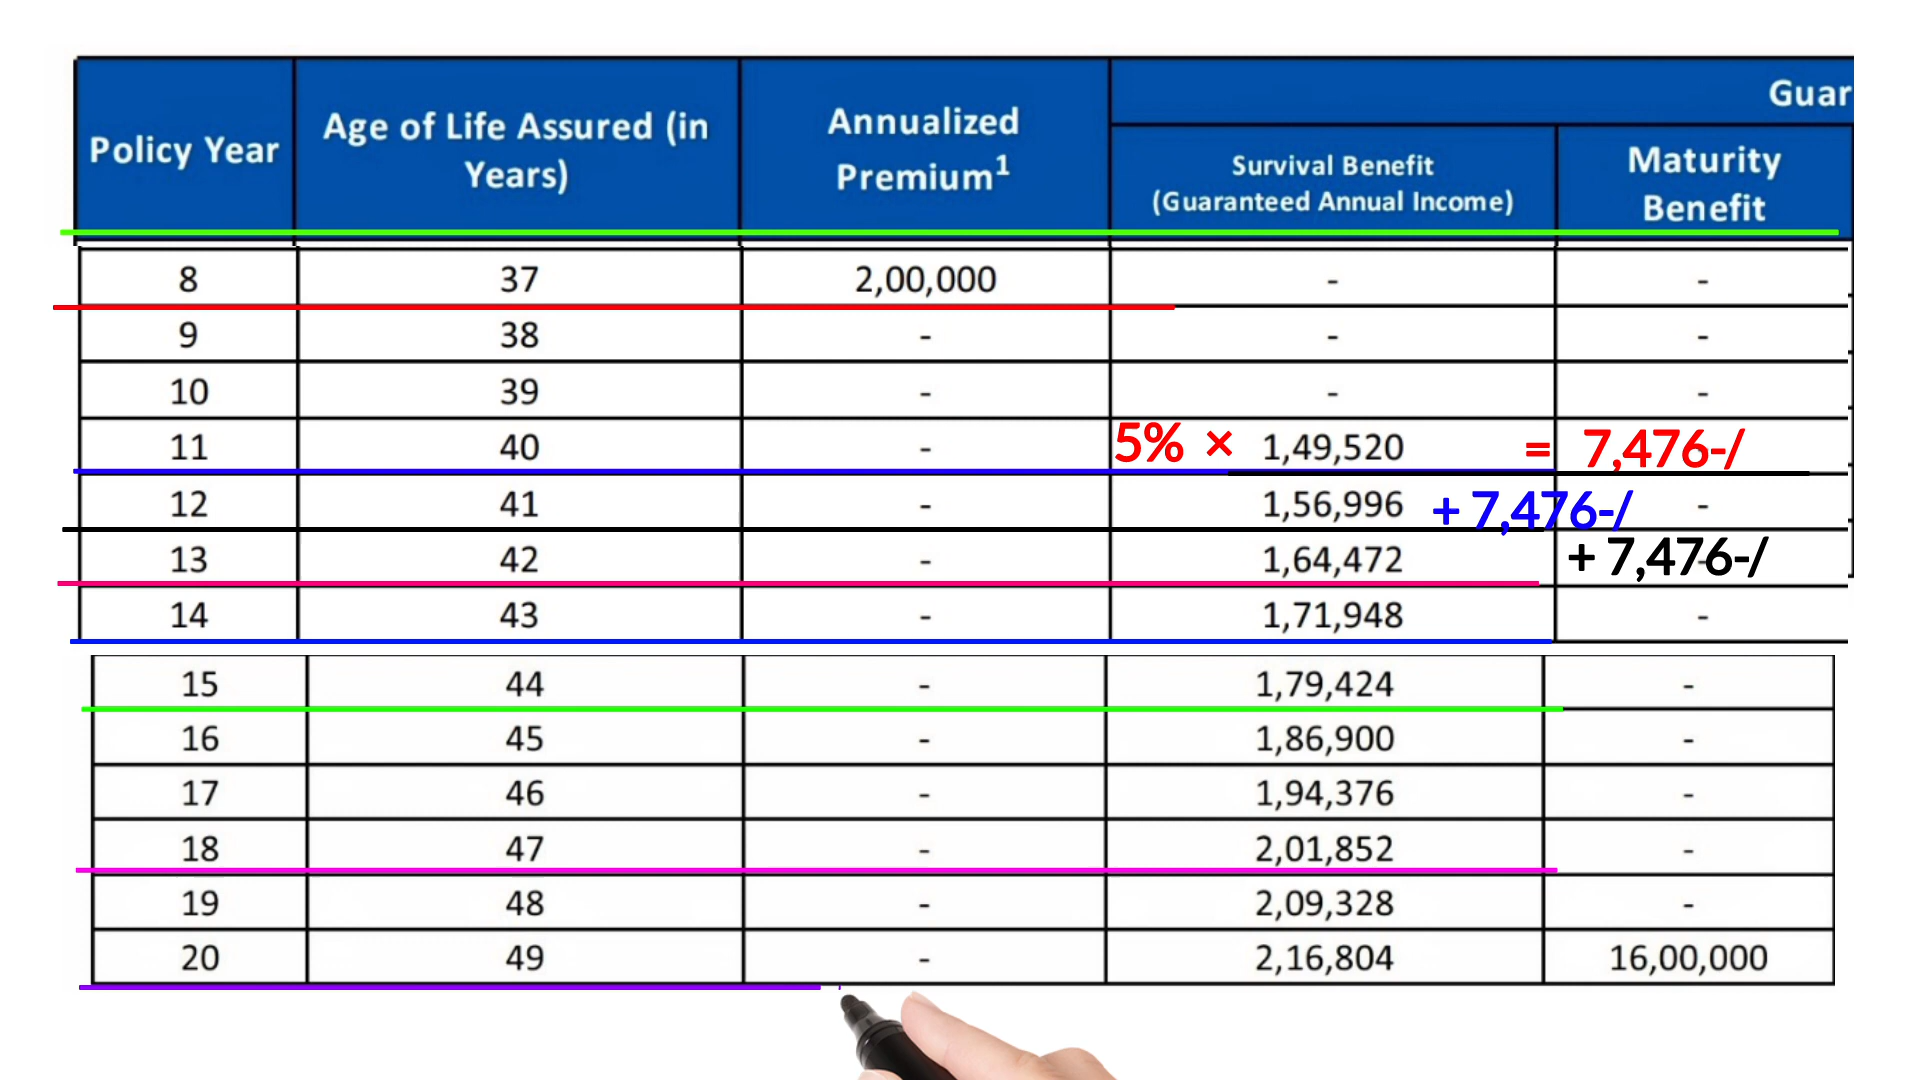 Guar
Policy Year Age of Life Assured (in Years) Annualized Premium1 Survival Benefit (Guaranteed Annual Income) Maturity Benefit
8 37 2,00,000 - -
9 38 - - -
10 39 - - -
11 40 - 5% × 1,49,520 = 7,476-/
12 41 - 1,56,996 + 7,476-/ -
13 42 - 1,64,472 + 7,476-/ -
14 43 - 1,71,948 -
15 44 - 1,79,424 -
16 45 - 1,86,900 -
17 46 - 1,94,376 -
18 47 - 2,01,852 -
19 48 - 2,09,328 -
20 49 - 2,16,804 16,00,000